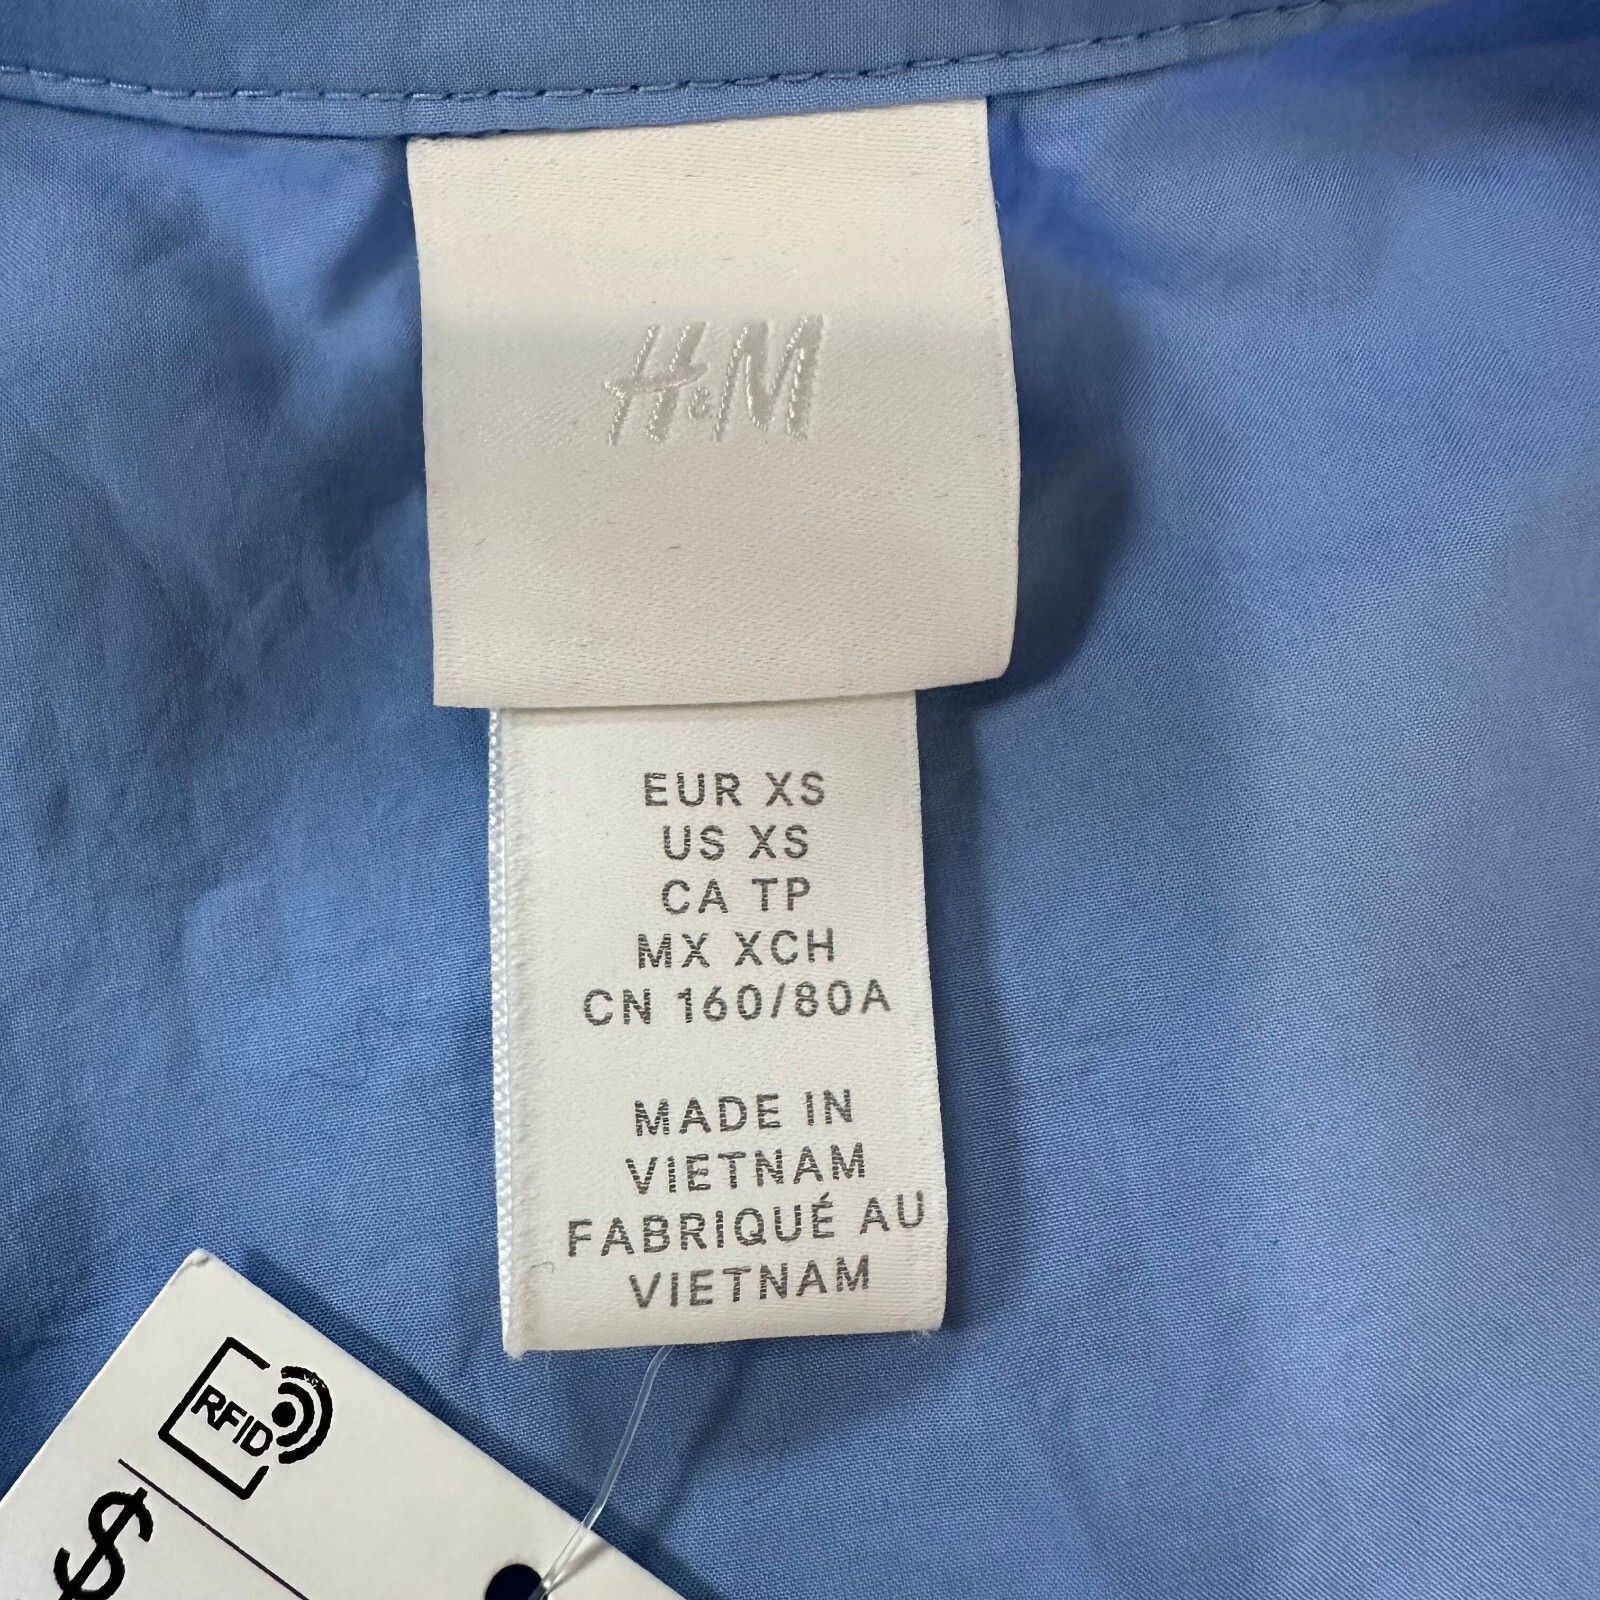 H&M
EUR XS
US XS
CA TP
MX XCH
CN 160/80A
MADE IN
VIETNAM
FABRIQUÉ AU
VIETNAM
RFID
$